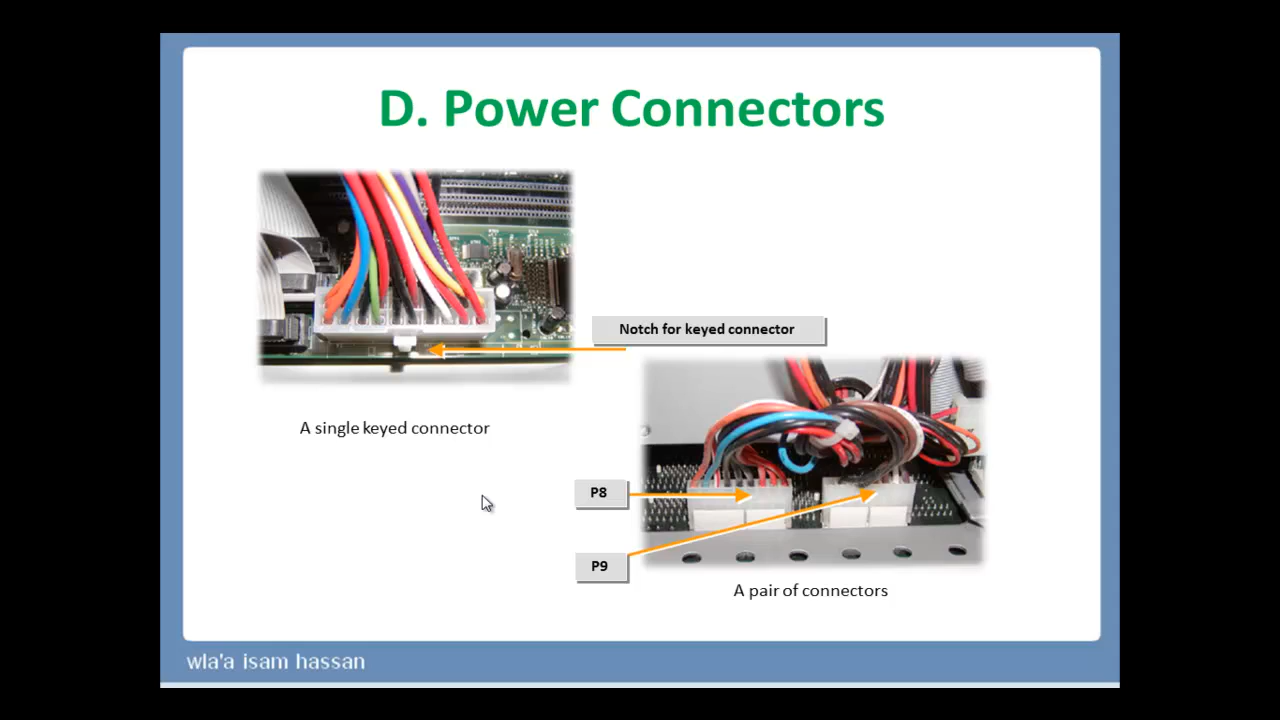 D. Power Connectors
Notch for keyed connector
A single keyed connector
P8
P9
A pair of connectors
wla'a isam hassan